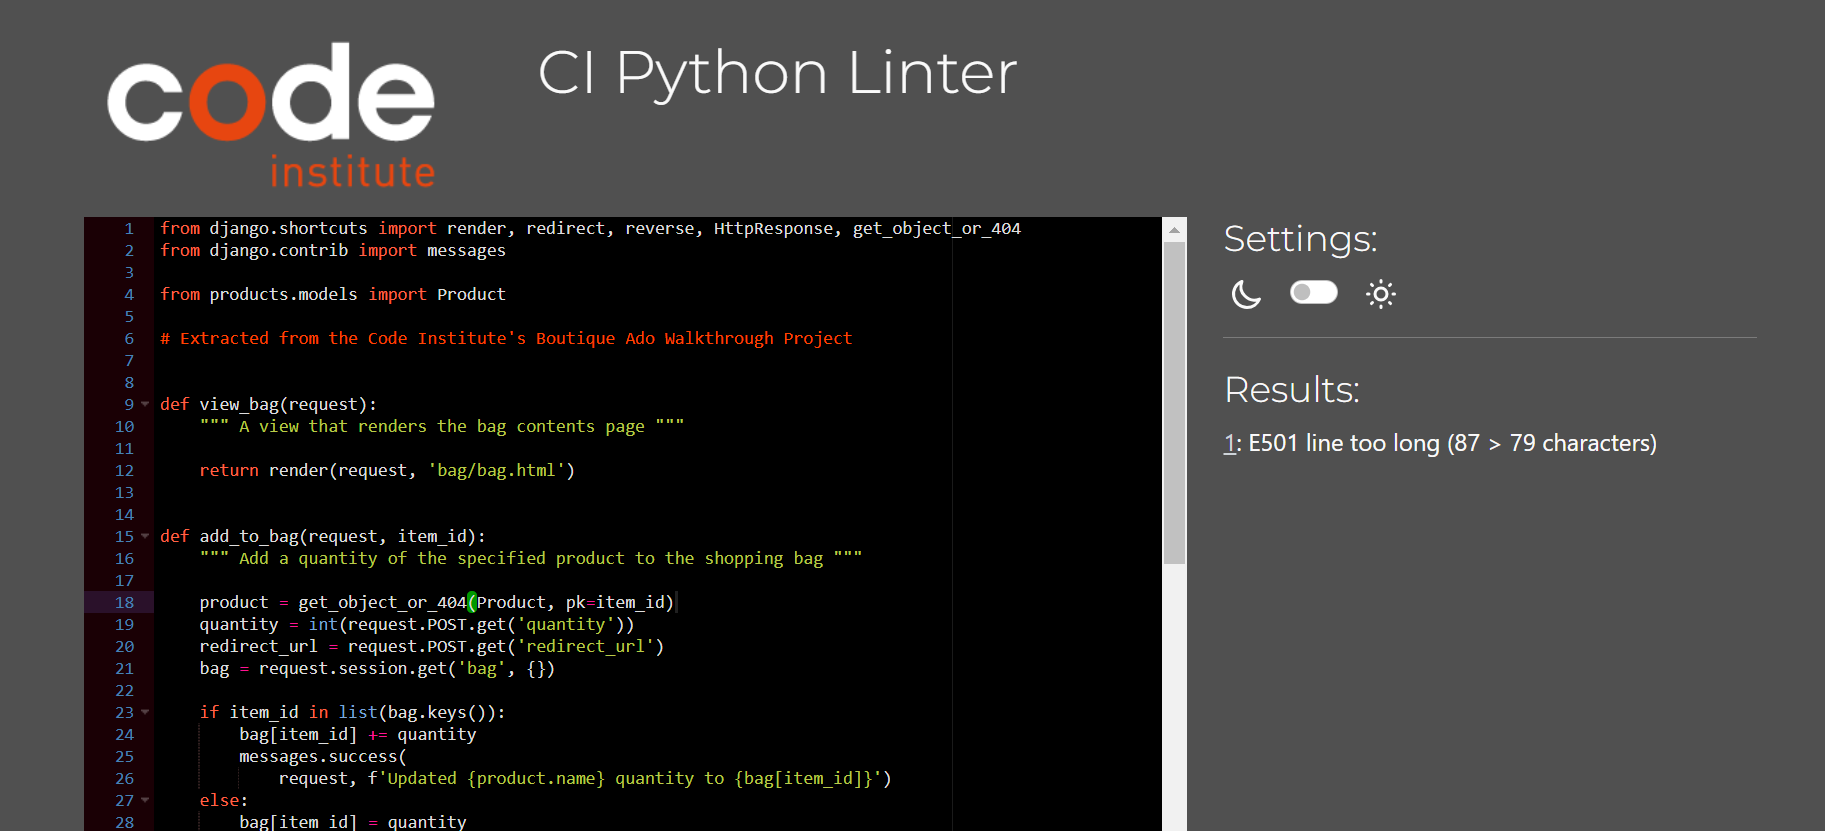 code
institute
CI Python Linter
1 from django.shortcuts import render, redirect, reverse, HttpResponse, get_object_or_404
2 from django.contrib import messages
3
4 from products.models import Product
5
6 # Extracted from the Code Institute's Boutique Ado Walkthrough Project
7
8
9 def view_bag(request):
10     """ A view that renders the bag contents page """
11
12     return render(request, 'bag/bag.html')
13
14
15 def add_to_bag(request, item_id):
16     """ Add a quantity of the specified product to the shopping bag """
17
18     product = get_object_or_404(Product, pk=item_id)
19     quantity = int(request.POST.get('quantity'))
20     redirect_url = request.POST.get('redirect_url')
21     bag = request.session.get('bag', {})
22
23     if item_id in list(bag.keys()):
24         bag[item_id] += quantity
25         messages.success(
26             request, f'Updated {product.name} quantity to {bag[item_id]}')
27     else:
28         bag[item_id] = quantity
Settings:
Results:
1: E501 line too long (87 > 79 characters)